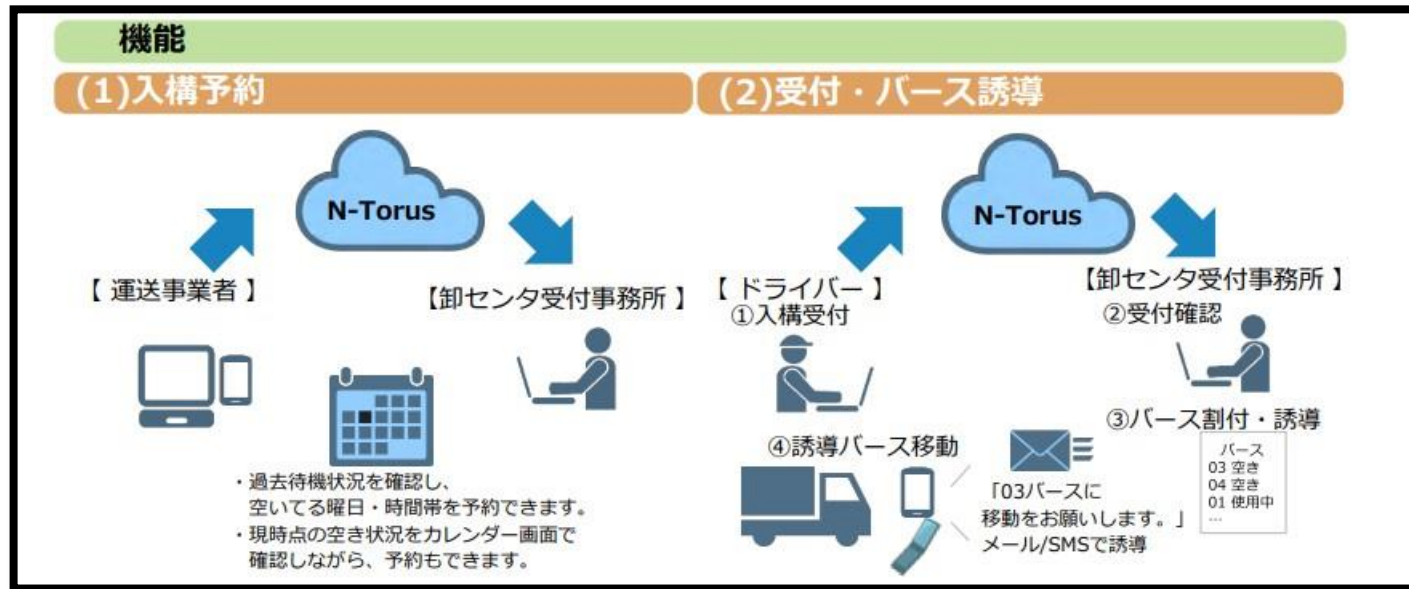 機能
(1)入構予約
N-Torus
【 運送事業者 】
【卸センタ受付事務所 】
・過去待機状況を確認し、
空いてる曜日・時間帯を予約できます。
・現時点の空き状況をカレンダー画面で
確認しながら、予約もできます。
(2)受付・バース誘導
N-Torus
【 ドライバー 】
①入構受付
【卸センタ受付事務所 】
②受付確認
③バース割付・誘導
バース
03 空き
04 空き
01 使用中
...
④誘導バース移動
「03バースに
移動をお願いします。」
メール/SMSで誘導